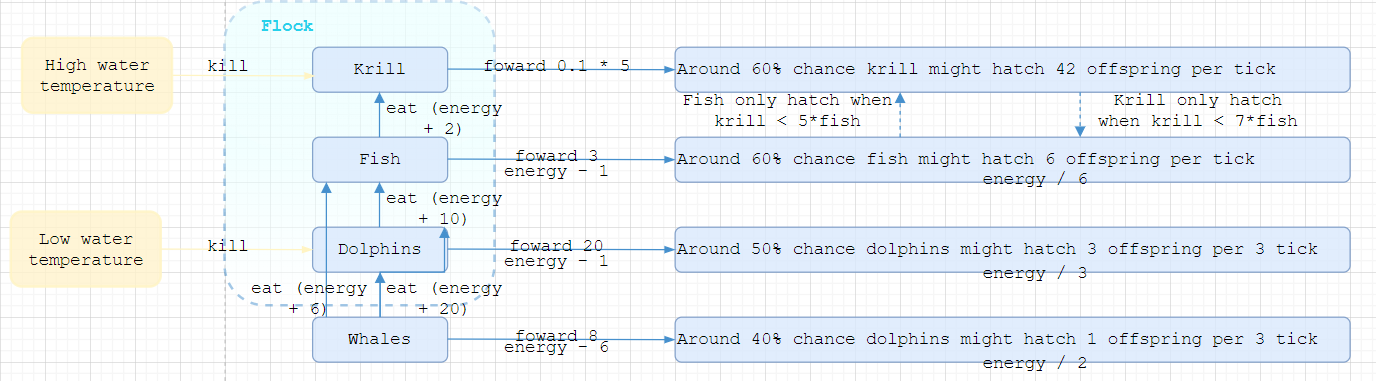 Flock
High water
temperature
kill
Krill
foward 0.1 * 5
Around 60% chance krill might hatch 42 offspring per tick
eat (energy
+ 2)
Fish only hatch when
krill < 5*fish
Krill only hatch
when krill < 7*fish
Fish
foward 3
energy - 1
Around 60% chance fish might hatch 6 offspring per tick
energy / 6
eat (energy
+ 10)
Low water
temperature
kill
Dolphins
foward 20
energy - 1
Around 50% chance dolphins might hatch 3 offspring per 3 tick
energy / 3
eat (energy
+ 6)
eat (energy
+ 20)
Whales
foward 8
energy - 6
Around 40% chance dolphins might hatch 1 offspring per 3 tick
energy / 2